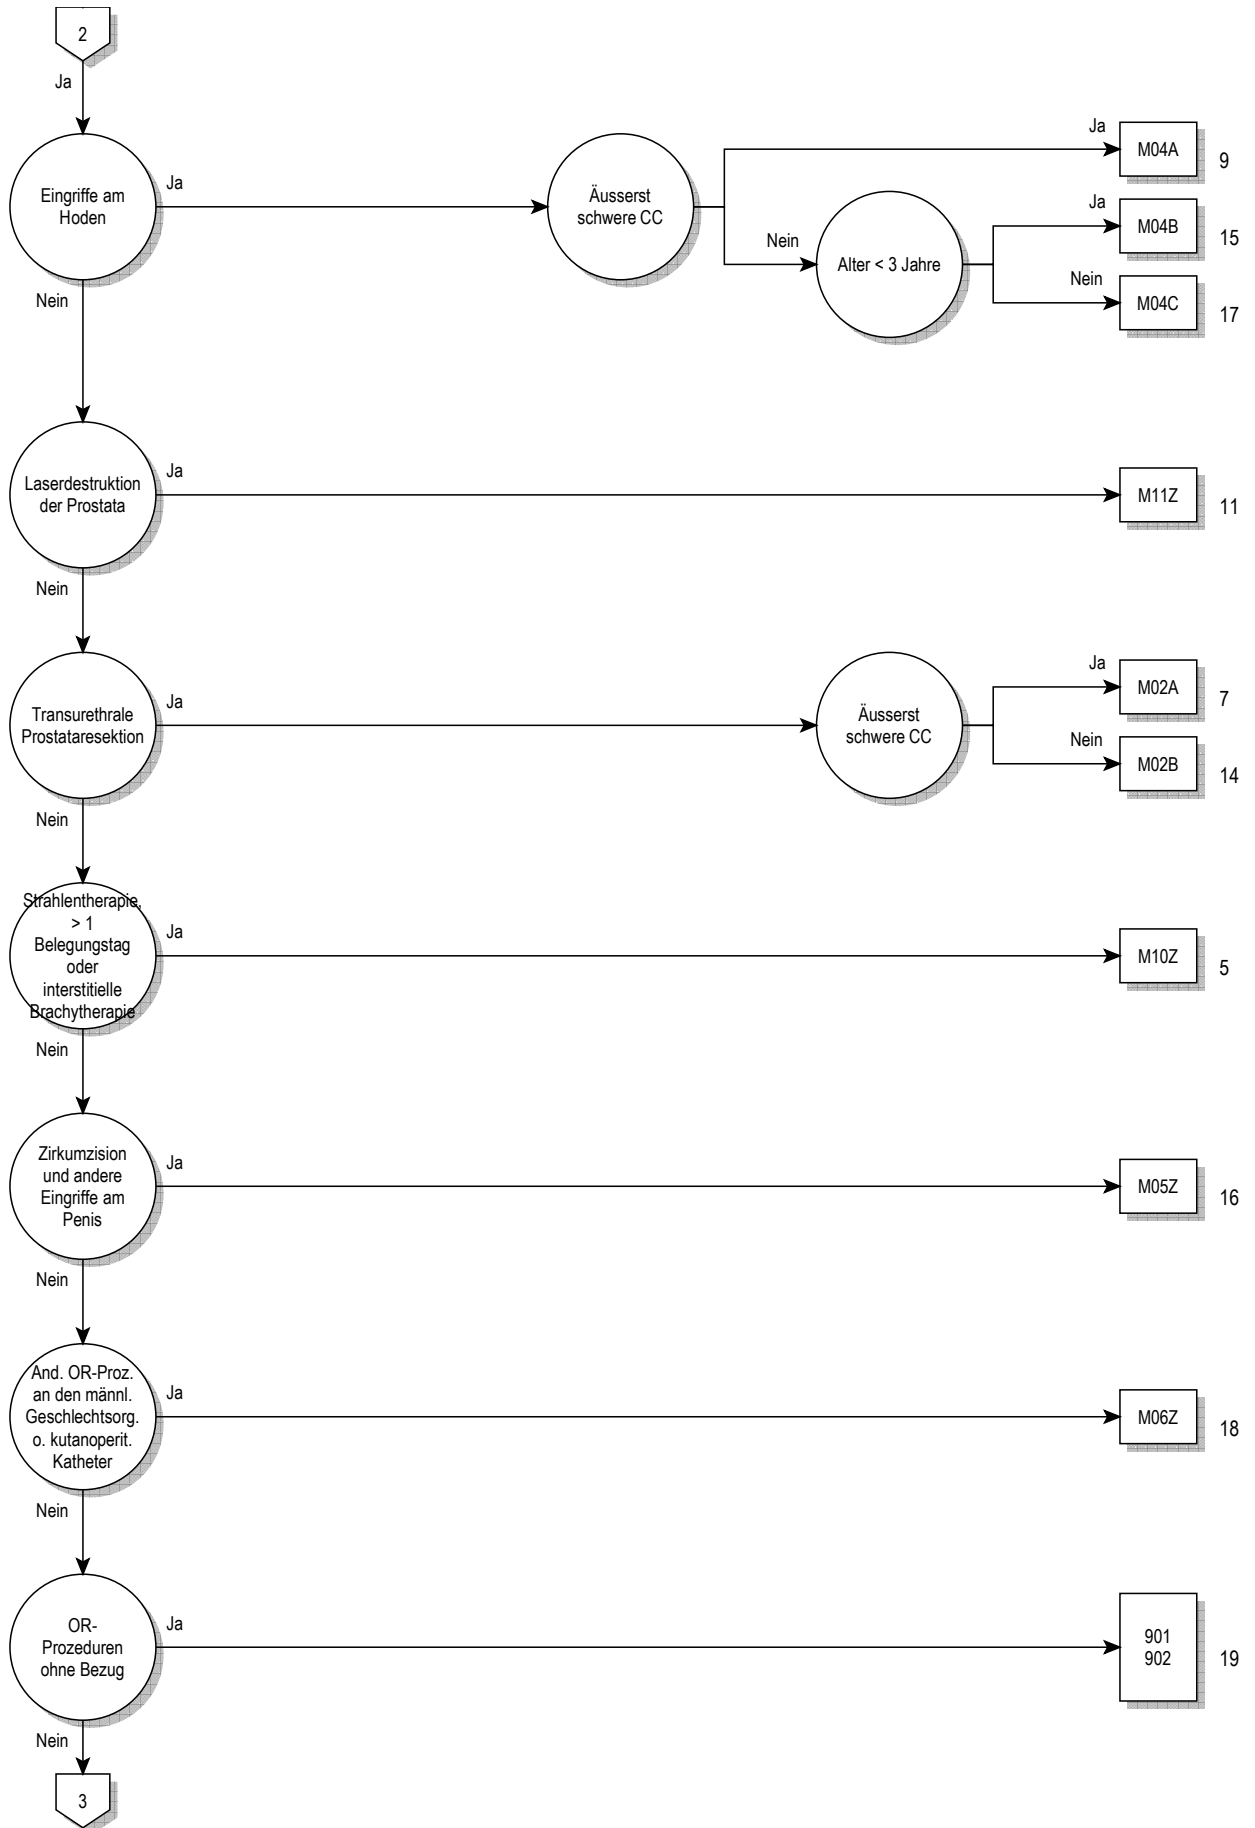 2
Ja
Eingriffe am
Hoden
Ja
Äusserst
schwere CC
Ja
M04A
9
Nein
Alter < 3 Jahre
Ja
M04B
15
Nein
M04C
17
Nein
Laserdestruktion
der Prostata
Ja
M11Z
11
Nein
Transurethrale
Prostataresektion
Ja
Äusserst
schwere CC
Ja
M02A
7
Nein
M02B
14
Nein
Strahlentherapie,
> 1
Belegungstag
oder
interstitielle
Brachytherapie
Ja
M10Z
5
Nein
Zirkumzision
und andere
Eingriffe am
Penis
Ja
M05Z
16
Nein
And. OR-Proz.
an den männl.
Geschlechtsorg.
o. kutanoperit.
Katheter
Ja
M06Z
18
Nein
OR-
Prozeduren
ohne Bezug
Ja
901
902
19
Nein
3